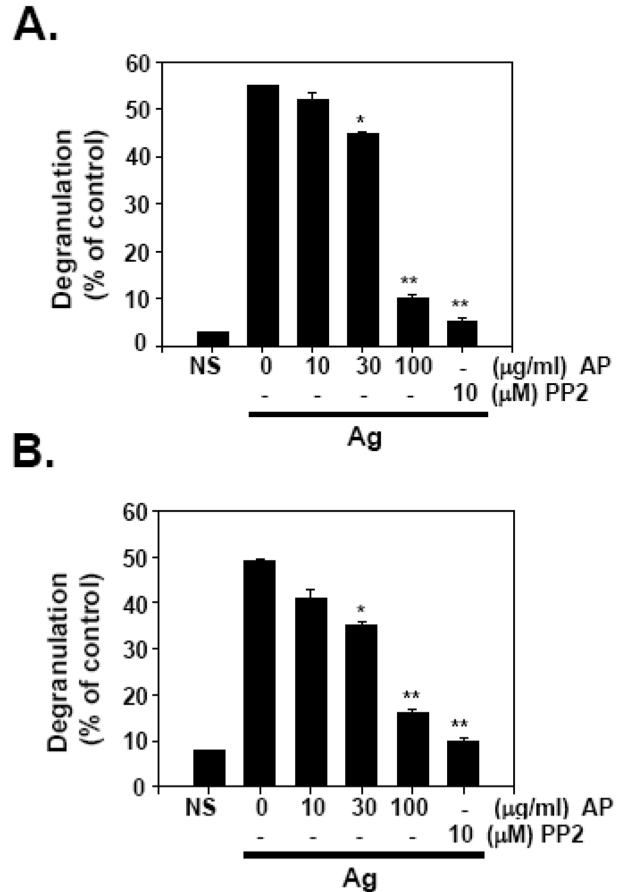 A.
Degranulation
(% of control)
60
50
40
30
20
10
0
*
**
**
NS 0 10 30 100 - (μg/ml) AP
- - - - 10 (μM) PP2
Ag
B.
Degranulation
(% of control)
60
50
40
30
20
10
0
*
**
**
NS 0 10 30 100 - (μg/ml) AP
- - - - 10 (μM) PP2
Ag